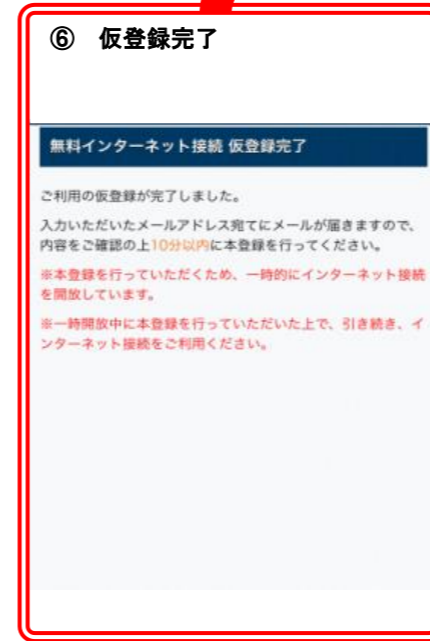 ⑥ 仮登録完了
無料インターネット接続 仮登録完了
ご利用の仮登録が完了しました。
入力いただいたメールアドレス宛てにメールが届きますので、
内容をご確認の上10分以内に本登録を行ってください。
※本登録を行っていただくため、一時的にインターネット接続
を開放しています。
※一時開放中に本登録を行っていただいた上で、引き続き、イ
ンターネット接続をご利用ください。